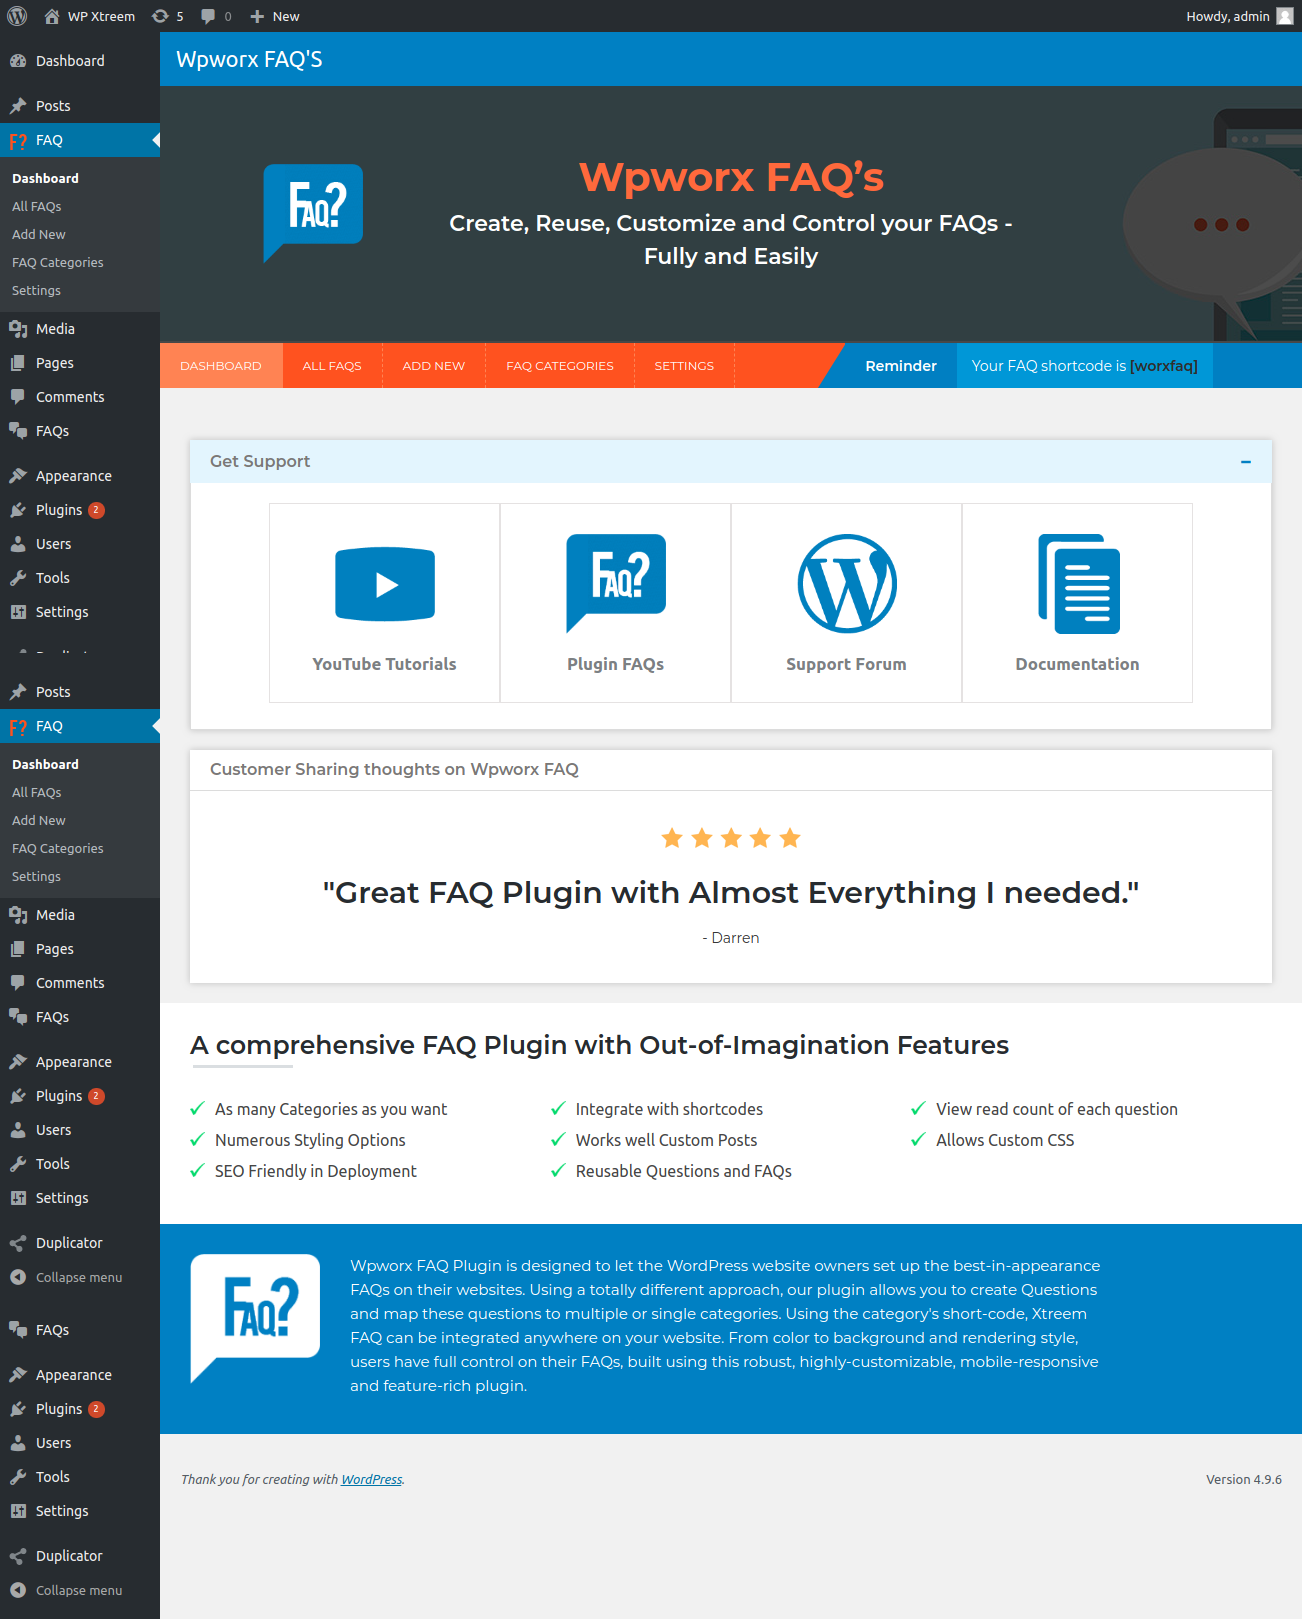 WP Xtreem 5 0 New Howdy, admin
Dashboard
Posts
F? FAQ
Dashboard
All FAQs
Add New
FAQ Categories
Settings
Media
Pages
Comments
FAQs
Appearance
Plugins 2
Users
Tools
Settings
Posts
F? FAQ
Dashboard
All FAQs
Add New
FAQ Categories
Settings
Media
Pages
Comments
FAQs
Appearance
Plugins 2
Users
Tools
Settings
Duplicator
Collapse menu
FAQs
Appearance
Plugins 2
Users
Tools
Settings
Duplicator
Collapse menu
Wpworx FAQ'S
FAQ?
Wpworx FAQ’s
Create, Reuse, Customize and Control your FAQs -
Fully and Easily
DASHBOARD ALL FAQS ADD NEW FAQ CATEGORIES SETTINGS Reminder Your FAQ shortcode is [worxfaq]
Get Support
FAQ?
YouTube Tutorials Plugin FAQs Support Forum Documentation
Customer Sharing thoughts on Wpworx FAQ
"Great FAQ Plugin with Almost Everything I needed."
- Darren
A comprehensive FAQ Plugin with Out-of-Imagination Features
As many Categories as you want Integrate with shortcodes View read count of each question
Numerous Styling Options Works well Custom Posts Allows Custom CSS
SEO Friendly in Deployment Reusable Questions and FAQs
FAQ?
Wpworx FAQ Plugin is designed to let the WordPress website owners set up the best-in-appearance
FAQs on their websites. Using a totally different approach, our plugin allows you to create Questions
and map these questions to multiple or single categories. Using the category's short-code, Xtreem
FAQ can be integrated anywhere on your website. From color to background and rendering style,
users have full control on their FAQs, built using this robust, highly-customizable, mobile-responsive
and feature-rich plugin.
Thank you for creating with WordPress. Version 4.9.6